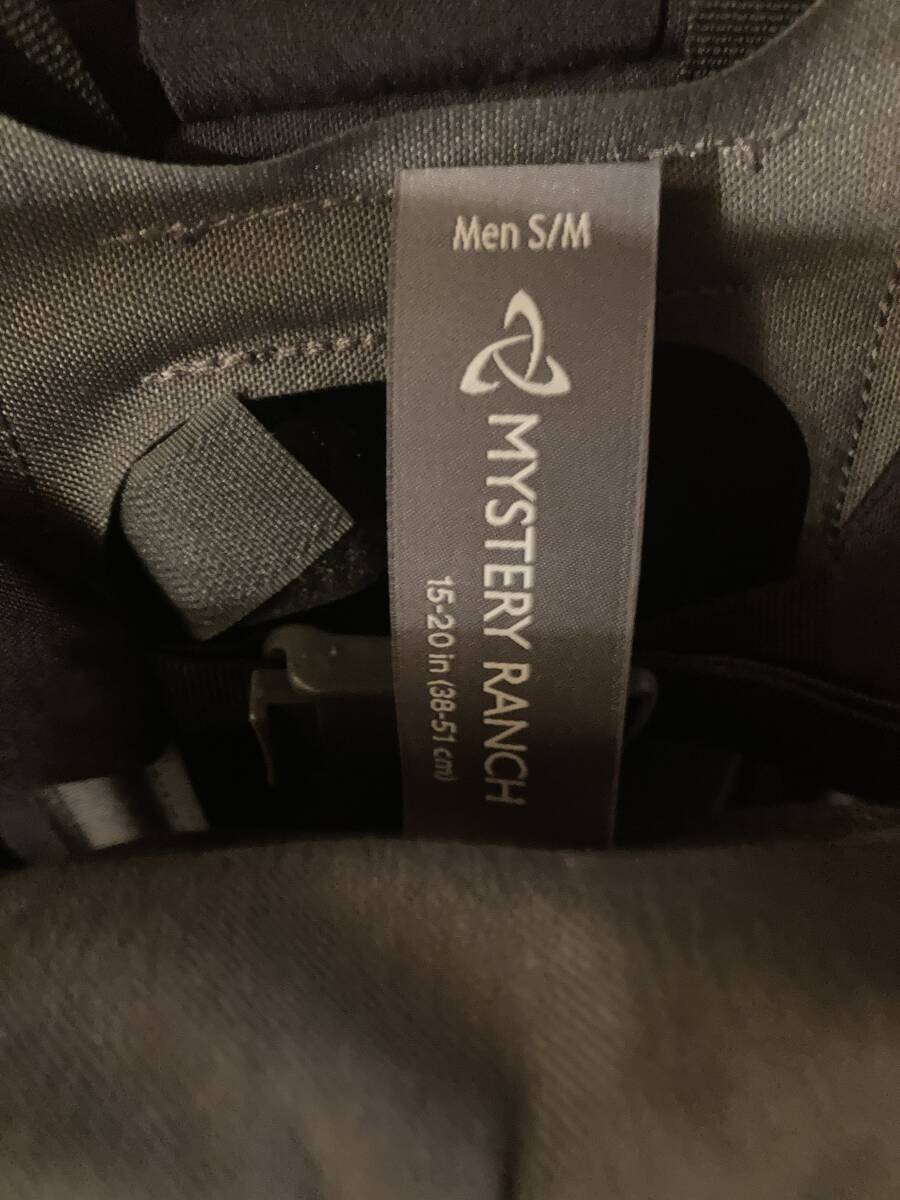 Men S/M
MYSTERY RANCH
15-20 in (38-51 cm)